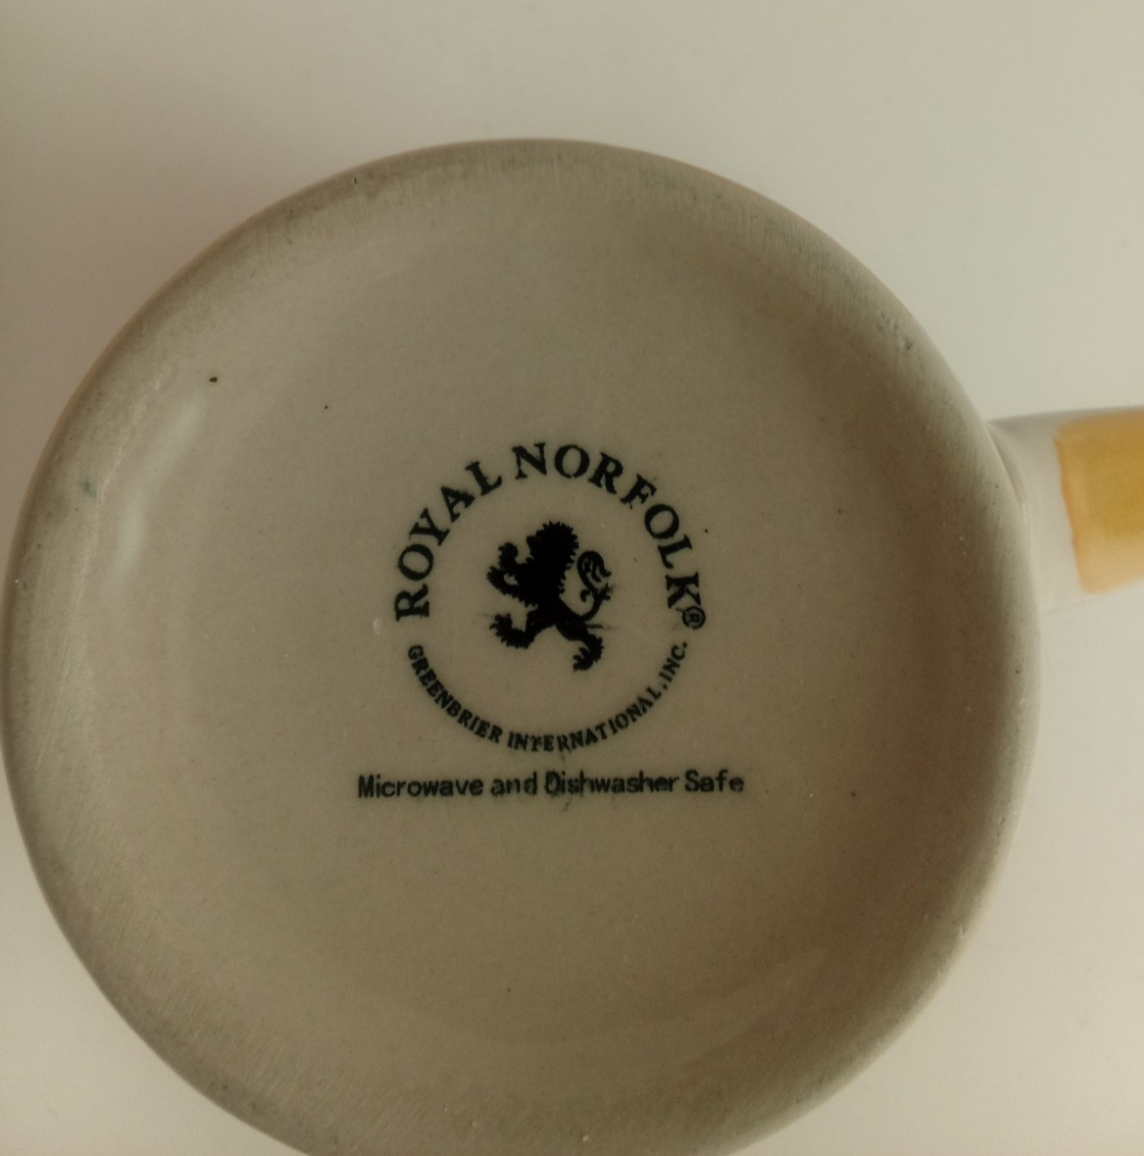 ROYAL NORFOLK®
GREENBRIER INTERNATIONAL, INC.
Microwave and Dishwasher Safe